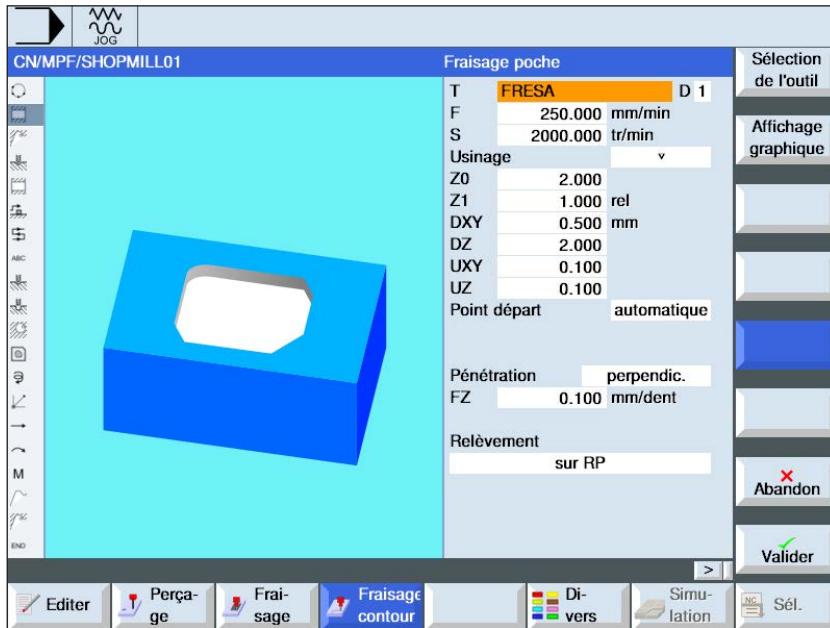 JOG
CN/MPF/SHOPMILL01
Fraisage poche
Sélection
de l'outil
T FRESA D 1
F 250.000 mm/min
S 2000.000 tr/min
Affichage
graphique
Usinage
Z0 2.000
Z1 1.000 rel
DXY 0.500 mm
DZ 2.000
UXY 0.100
UZ 0.100
Point départ automatique
Pénétration perpendic.
FZ 0.100 mm/dent
Relèvement
sur RP
ABC
M
END
Abandon
Valider
>
Editer
Perça-
ge
Frai-
sage
Fraisage
contour
Di-
vers
Simu-
lation
NC
Sél.